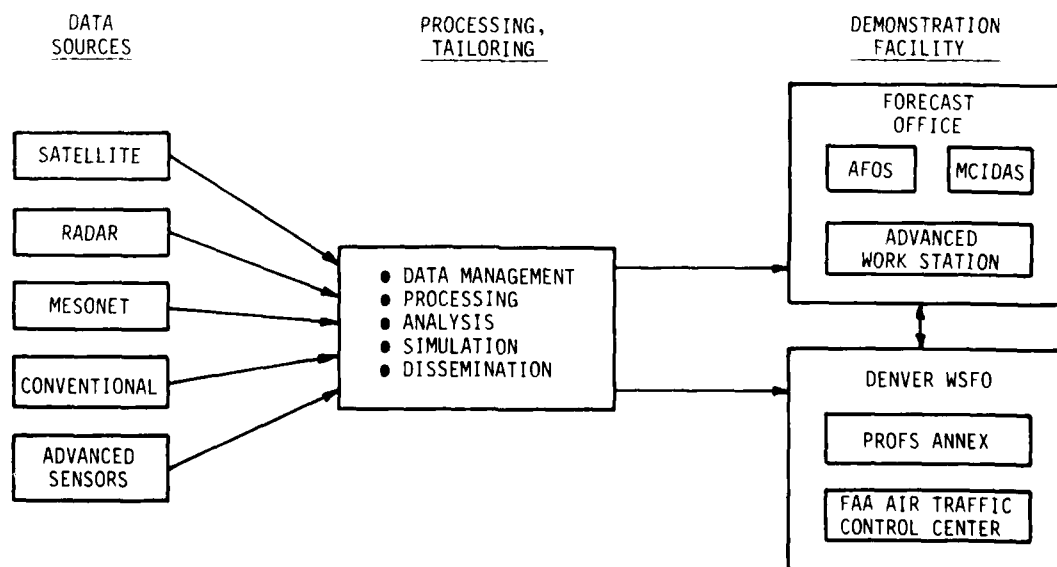 DATA
SOURCES
PROCESSING,
TAILORING
DEMONSTRATION
FACILITY
SATELLITE
RADAR
MESONET
CONVENTIONAL
ADVANCED
SENSORS
● DATA MANAGEMENT
● PROCESSING
● ANALYSIS
● SIMULATION
● DISSEMINATION
FORECAST
OFFICE
AFOS
MCIDAS
ADVANCED
WORK STATION
DENVER WSFO
PROFS ANNEX
FAA AIR TRAFFIC
CONTROL CENTER